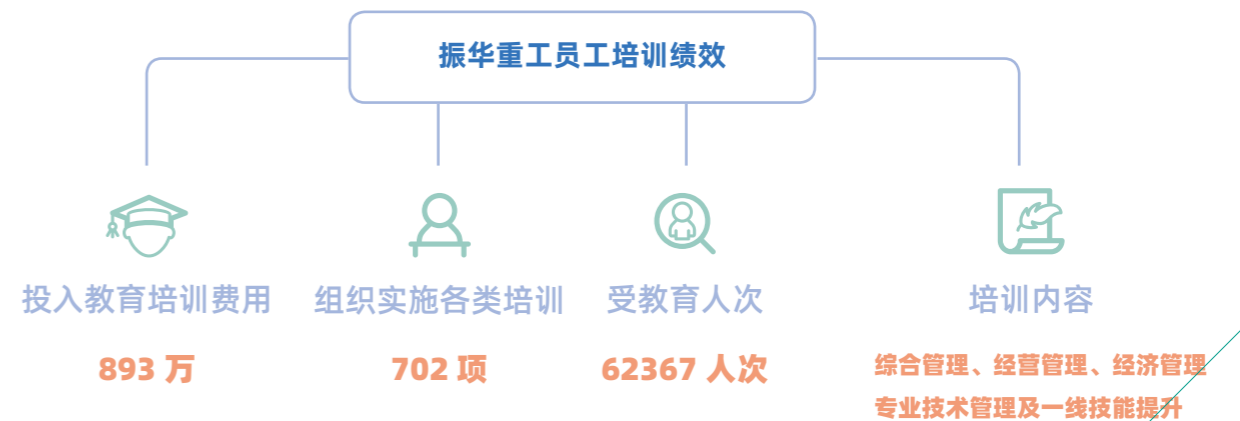 振华重工员工培训绩效
投入教育培训费用
893 万
组织实施各类培训
702 项
受教育人次
62367 人次
培训内容
综合管理、经营管理、经济管理
专业技术管理及一线技能提升